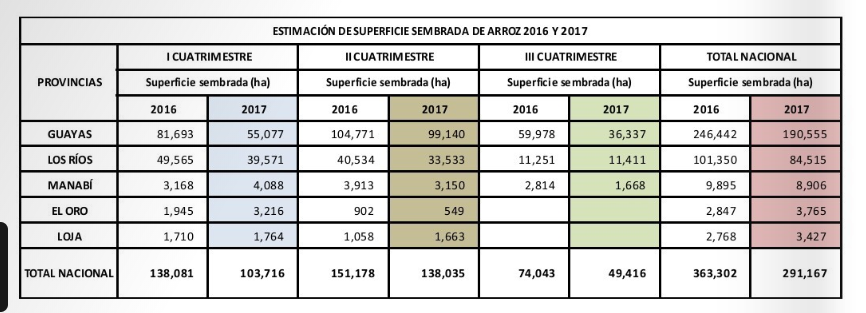 ESTIMACIÓN DE SUPERFICIE SEMBRADA DE ARROZ 2016 Y 2017
PROVINCIAS I CUATRIMESTRE II CUATRIMESTRE III CUATRIMESTRE TOTAL NACIONAL
Superficie sembrada (ha) Superficie sembrada (ha) Superficie sembrada (ha) Superficie sembrada (ha)
2016 2017 2016 2017 2016 2017 2016 2017
GUAYAS 81,693 55,077 104,771 99,140 59,978 36,337 246,442 190,555
LOS RÍOS 49,565 39,571 40,534 33,533 11,251 11,411 101,350 84,515
MANABÍ 3,168 4,088 3,913 3,150 2,814 1,668 9,895 8,906
EL ORO 1,945 3,216 902 549 2,847 3,765
LOJA 1,710 1,764 1,058 1,663 2,768 3,427
TOTAL NACIONAL 138,081 103,716 151,178 138,035 74,043 49,416 363,302 291,167